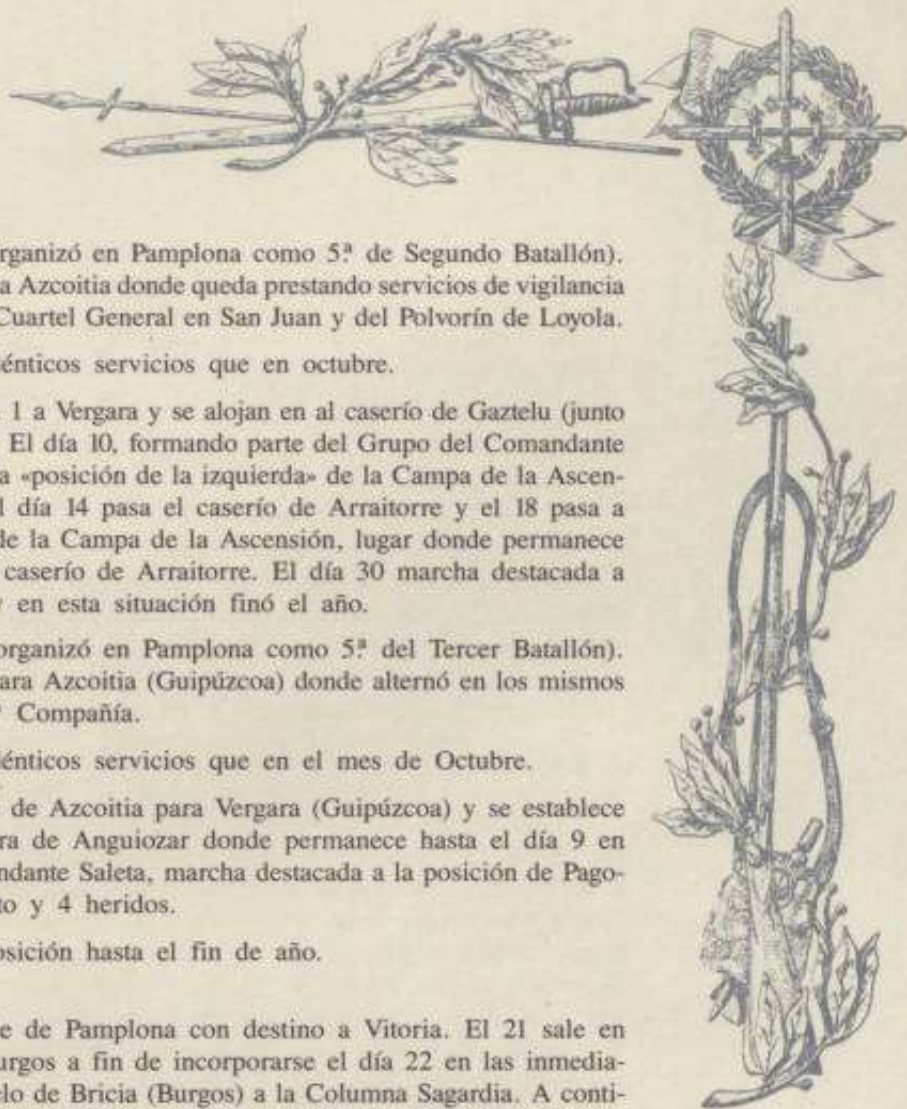 rganizó en Pamplona como 5ª de Segundo Batallón).
a Azcoitia donde queda prestando servicios de vigilancia
Cuartel General en San Juan y del Polvorín de Loyola.
énticos servicios que en octubre.
1 a Vergara y se alojan en al caserío de Gaztelu (junto
El día 10, formando parte del Grupo del Comandante
a «posición de la izquierda» de la Campa de la Ascen-
l día 14 pasa el caserío de Arraitorre y el 18 pasa a
de la Campa de la Ascensión, lugar donde permanece
caserío de Arraitorre. El día 30 marcha destacada a
y en esta situación finó el año.
organizó en Pamplona como 5ª del Tercer Batallón).
para Azcoitia (Guipúzcoa) donde alternó en los mismos
ª Compañía.
énticos servicios que en el mes de Octubre.
de Azcoitia para Vergara (Guipúzcoa) y se establece
ra de Anguiozar donde permanece hasta el día 9 en
ndante Saleta, marcha destacada a la posición de Pago-
to y 4 heridos.
osición hasta el fin de año.
e de Pamplona con destino a Vitoria. El 21 sale en
urgos a fin de incorporarse el día 22 en las inmedia-
elo de Bricia (Burgos) a la Columna Sagardia. A conti-